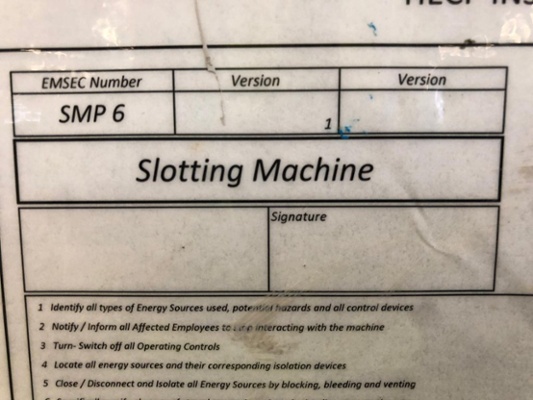 HECP INS
EMSEC Number Version Version
SMP 6 1
Slotting Machine
Signature
1 Identify all types of Energy Sources used, potential hazards and all control devices
2 Notify / Inform all Affected Employees to stop interacting with the machine
3 Turn- Switch off all Operating Controls
4 Locate all energy sources and their corresponding isolation devices
5 Close / Disconnect and Isolate all Energy Sources by blocking, bleeding and venting